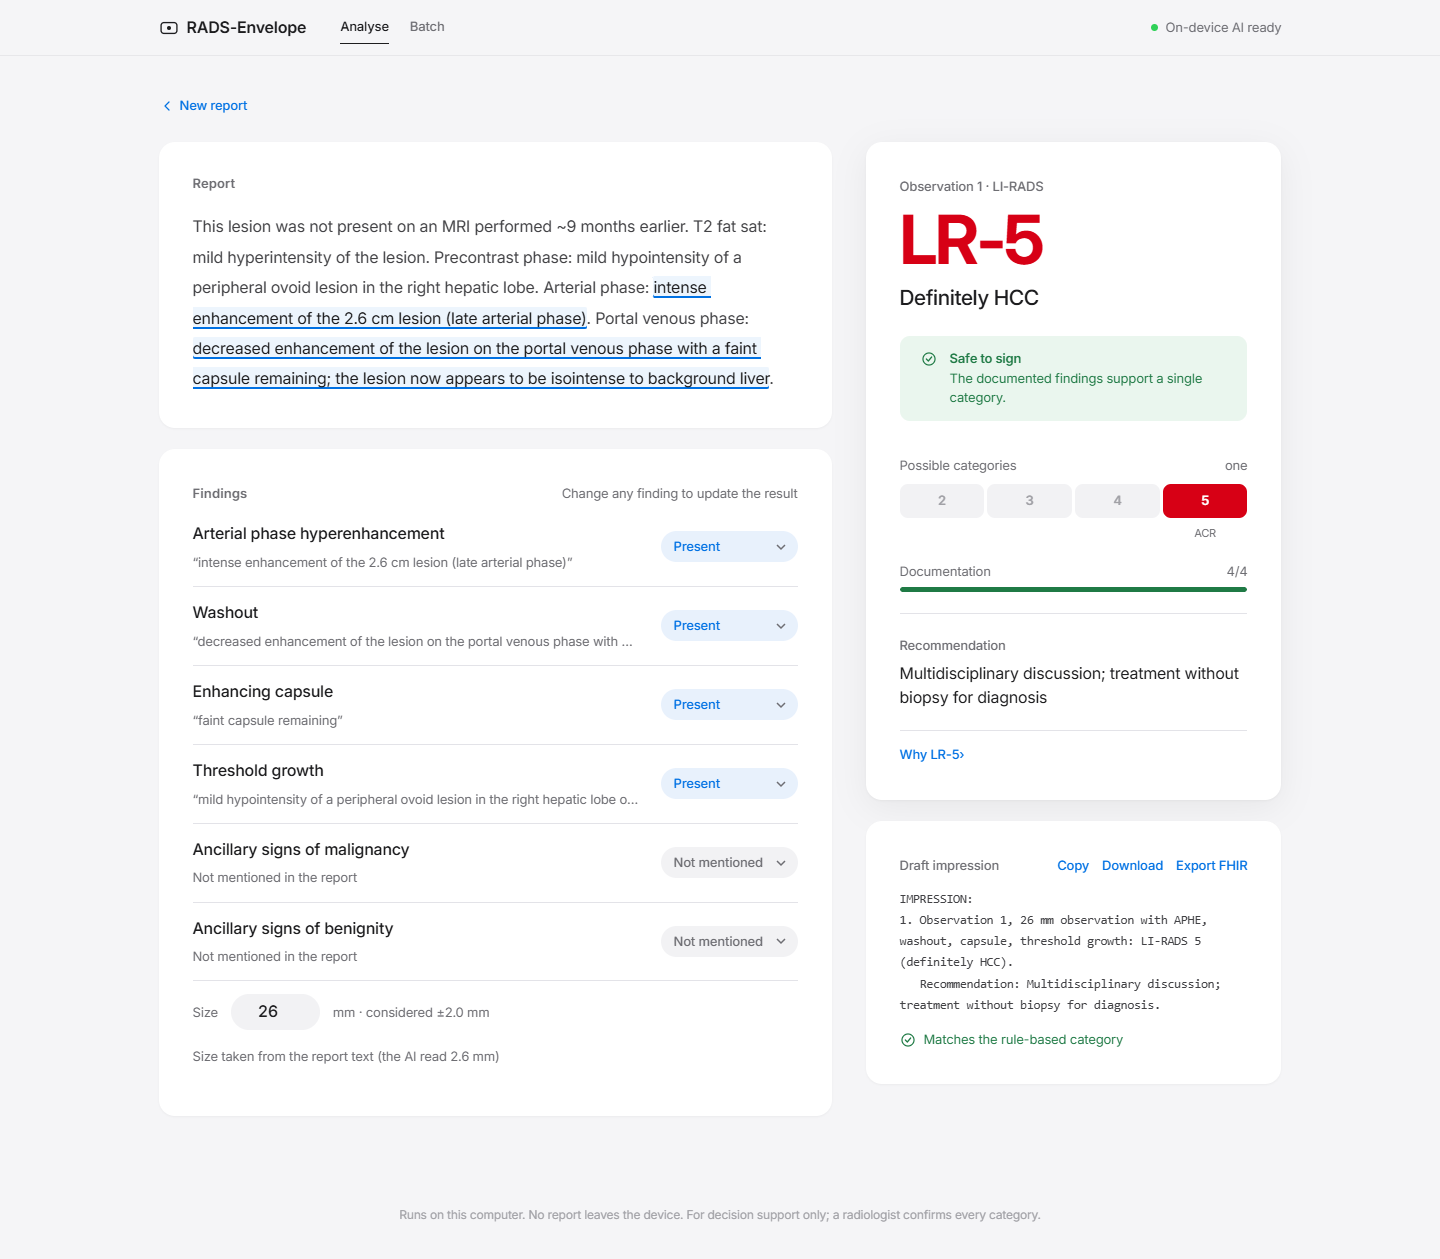 RADS-Envelope
Analyse
Batch
On-device AI ready
New report
Report
This lesion was not present on an MRI performed ~9 months earlier. T2 fat sat:
mild hyperintensity of the lesion. Precontrast phase: mild hypointensity of a
peripheral ovoid lesion in the right hepatic lobe. Arterial phase: intense
enhancement of the 2.6 cm lesion (late arterial phase). Portal venous phase:
decreased enhancement of the lesion on the portal venous phase with a faint
capsule remaining; the lesion now appears to be isointense to background liver.
Findings
Change any finding to update the result
Arterial phase hyperenhancement
“intense enhancement of the 2.6 cm lesion (late arterial phase)”
Present
Washout
“decreased enhancement of the lesion on the portal venous phase with ...
Present
Enhancing capsule
“faint capsule remaining”
Present
Threshold growth
“mild hypointensity of a peripheral ovoid lesion in the right hepatic lobe o...
Present
Ancillary signs of malignancy
Not mentioned in the report
Not mentioned
Ancillary signs of benignity
Not mentioned in the report
Not mentioned
Size 26 mm · considered ±2.0 mm
Size taken from the report text (the AI read 2.6 mm)
Observation 1 · LI-RADS
LR-5
Definitely HCC
Safe to sign
The documented findings support a single
category.
Possible categories
one
2 3 4 5
ACR
Documentation
4/4
Recommendation
Multidisciplinary discussion; treatment without
biopsy for diagnosis
Why LR-5›
Draft impression
Copy Download Export FHIR
IMPRESSION:
1. Observation 1, 26 mm observation with APHE,
washout, capsule, threshold growth: LI-RADS 5
(definitely HCC).
Recommendation: Multidisciplinary discussion;
treatment without biopsy for diagnosis.
Matches the rule-based category
Runs on this computer. No report leaves the device. For decision support only; a radiologist confirms every category.